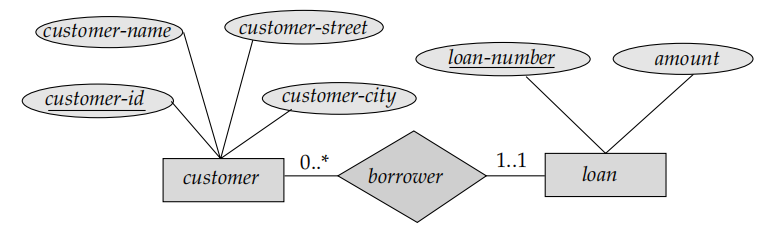 customer-name
customer-street
customer-id
customer-city
loan-number
amount
customer
0..*
borrower
1..1
loan